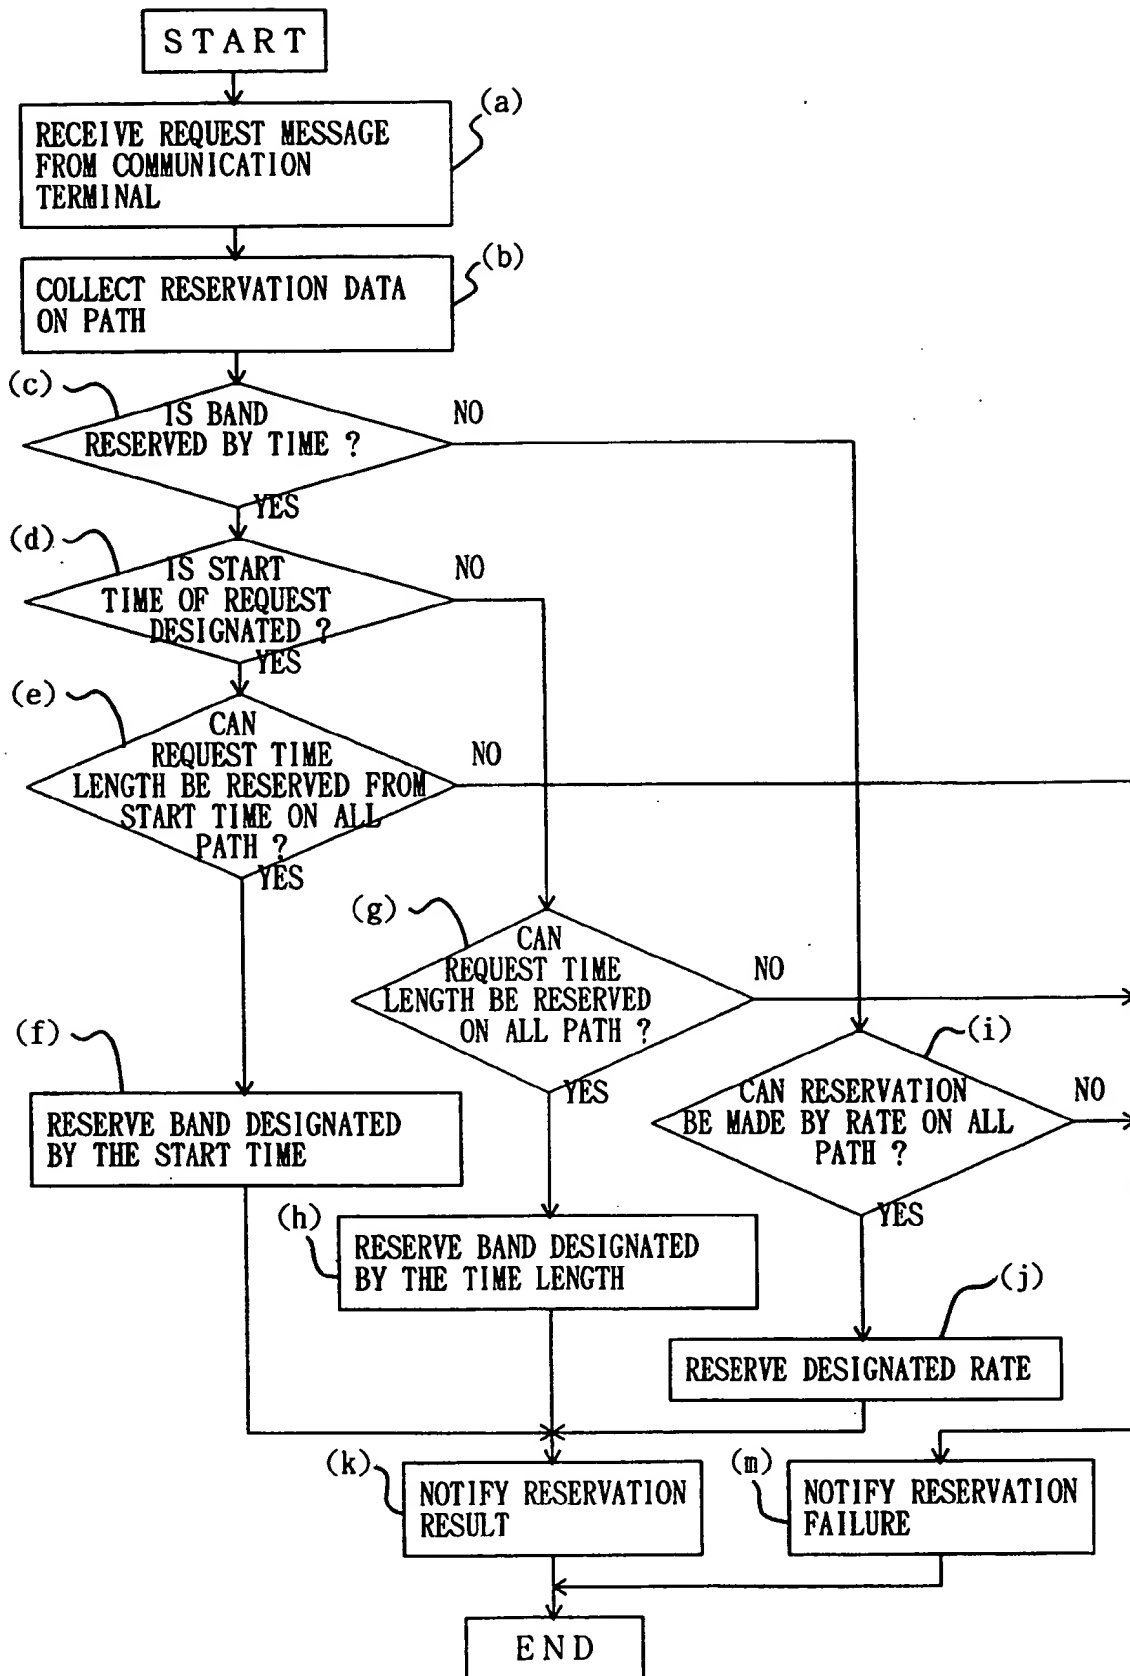 START
(a)
RECEIVE REQUEST MESSAGE
FROM COMMUNICATION
TERMINAL
(b)
COLLECT RESERVATION DATA
ON PATH
(c)
IS BAND
RESERVED BY TIME ?
NO
YES
(d)
IS START
TIME OF REQUEST
DESIGNATED ?
NO
YES
(e)
CAN
REQUEST TIME
LENGTH BE RESERVED FROM
START TIME ON ALL
PATH ?
NO
YES
(g)
CAN
REQUEST TIME
LENGTH BE RESERVED
ON ALL PATH ?
NO
YES
(f)
RESERVE BAND DESIGNATED
BY THE START TIME
(i)
CAN RESERVATION
BE MADE BY RATE ON ALL
PATH ?
NO
YES
(h)
RESERVE BAND DESIGNATED
BY THE TIME LENGTH
(j)
RESERVE DESIGNATED RATE
(k)
NOTIFY RESERVATION
RESULT
(m)
NOTIFY RESERVATION
FAILURE
END